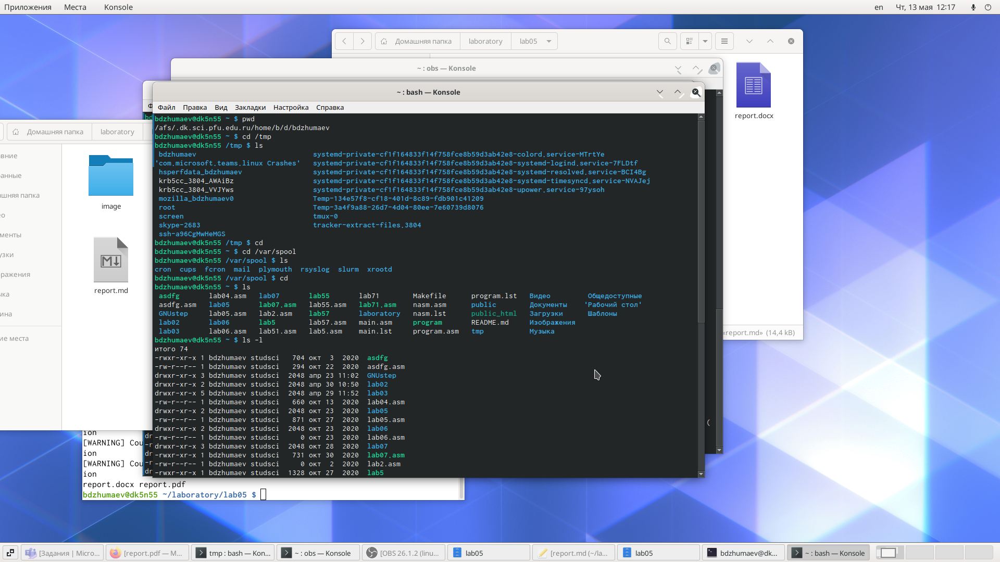 Приложения Места Konsole en Чт, 13 мая 12:17
Домашняя папка laboratory lab05
~ : obs — Konsole
report.docx
~ : bash — Konsole
Файл Правка Вид Закладки Настройка Справка
bdzhumaev@dk5n55 ~ $ pwd
/afs/.dk.sci.pfu.edu.ru/home/b/d/bdzhumaev
bdzhumaev@dk5n55 ~ $ cd /tmp
bdzhumaev@dk5n55 /tmp $ ls
bdzhumaev systemd-private-cf1f164833f14f758fce8b59d3ab42e8-colord.service-MTrtYe
'com.microsoft.teams.linux Crashes' systemd-private-cf1f164833f14f758fce8b59d3ab42e8-systemd-logind.service-7FLDtf
hsperfdata_bdzhumaev systemd-private-cf1f164833f14f758fce8b59d3ab42e8-systemd-resolved.service-BCI4Bg
krb5cc_3804_AWAiBz systemd-private-cf1f164833f14f758fce8b59d3ab42e8-systemd-timesyncd.service-NVAJej
krb5cc_3804_VVJYws systemd-private-cf1f164833f14f758fce8b59d3ab42e8-upower.service-97ysoh
mozilla_bdzhumaev0 Temp-134e57f8-cf18-401d-8c89-fdb901c41209
root Temp-3a4f9a88-26d7-4d04-80ee-7e60739d8076
screen tmux-0
skype-2683 tracker-extract-files.3804
ssh-a96CgMwHeMGS
bdzhumaev@dk5n55 /tmp $ cd
bdzhumaev@dk5n55 ~ $ cd /var/spool
bdzhumaev@dk5n55 /var/spool $ ls
cron cups fcron mail plymouth rsyslog slurm xrootd
bdzhumaev@dk5n55 /var/spool $ cd
bdzhumaev@dk5n55 ~ $ ls
asdfg lab04.asm lab07 lab55 lab71 Makefile program.lst Видео Общедоступные
asdfg.asm lab05 lab07.asm lab55.asm lab71.asm nasm.asm public Документы 'Рабочий стол'
GNUstep lab05.asm lab2.asm lab57 laboratory nasm.lst public_html Загрузки Шаблоны
lab02 lab06 lab5 lab57.asm main.asm program README.md Изображения
lab03 lab06.asm lab51.asm lab5.asm main.lst program.asm tmp Музыка
bdzhumaev@dk5n55 ~ $ ls -l
итого 74
-rwxr-xr-x 1 bdzhumaev studsci 704 окт 3 2020 asdfg
-rw-r--r-- 1 bdzhumaev studsci 294 окт 22 2020 asdfg.asm
drwxr-xr-x 3 bdzhumaev studsci 2048 апр 23 11:02 GNUstep
drwxr-xr-x 2 bdzhumaev studsci 2048 апр 30 10:50 lab02
drwxr-xr-x 5 bdzhumaev studsci 2048 апр 29 11:52 lab03
-rw-r--r-- 1 bdzhumaev studsci 660 окт 13 2020 lab04.asm
drwxr-xr-x 2 bdzhumaev studsci 2048 окт 23 2020 lab05
-rw-r--r-- 1 bdzhumaev studsci 871 окт 27 2020 lab05.asm
drwxr-xr-x 2 bdzhumaev studsci 2048 окт 23 2020 lab06
-rw-r--r-- 1 bdzhumaev studsci 0 окт 23 2020 lab06.asm
drwxr-xr-x 3 bdzhumaev studsci 2048 окт 28 2020 lab07
-rwxr-xr-x 1 bdzhumaev studsci 731 окт 30 2020 lab07.asm
-rw-r--r-- 1 bdzhumaev studsci 0 окт 2 2020 lab2.asm
-rwxr-xr-x 1 bdzhumaev studsci 1328 окт 27 2020 lab5
Домашняя папка laboratory
авние
анные
ашняя папка
ео
менты
узки
бражения
ыка
зина
ие места
image
report.md
«report.md» (14,4 kB)
(
ion
[WARNING] Cou
ion
[WARNING] Cou
ion
report.docx report.pdf
bdzhumaev@dk5n55 ~/laboratory/lab05 $
[Задания | Micro... [report.pdf — M... tmp : bash — Kon... ~ : obs — Konsole [OBS 26.1.2 (linu... lab05 [report.md (~/la... lab05 bdzhumaev@dk... ~ : bash — Konsole